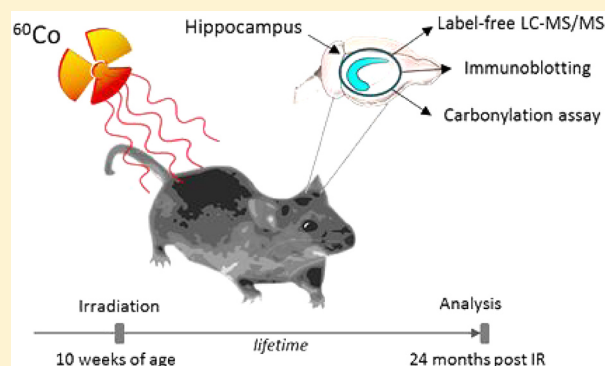 ⁶⁰Co
Hippocampus
Label-free LC-MS/MS
Immunoblotting
Carbonylation assay
Irradiation
Analysis
lifetime
10 weeks of age
24 months post IR